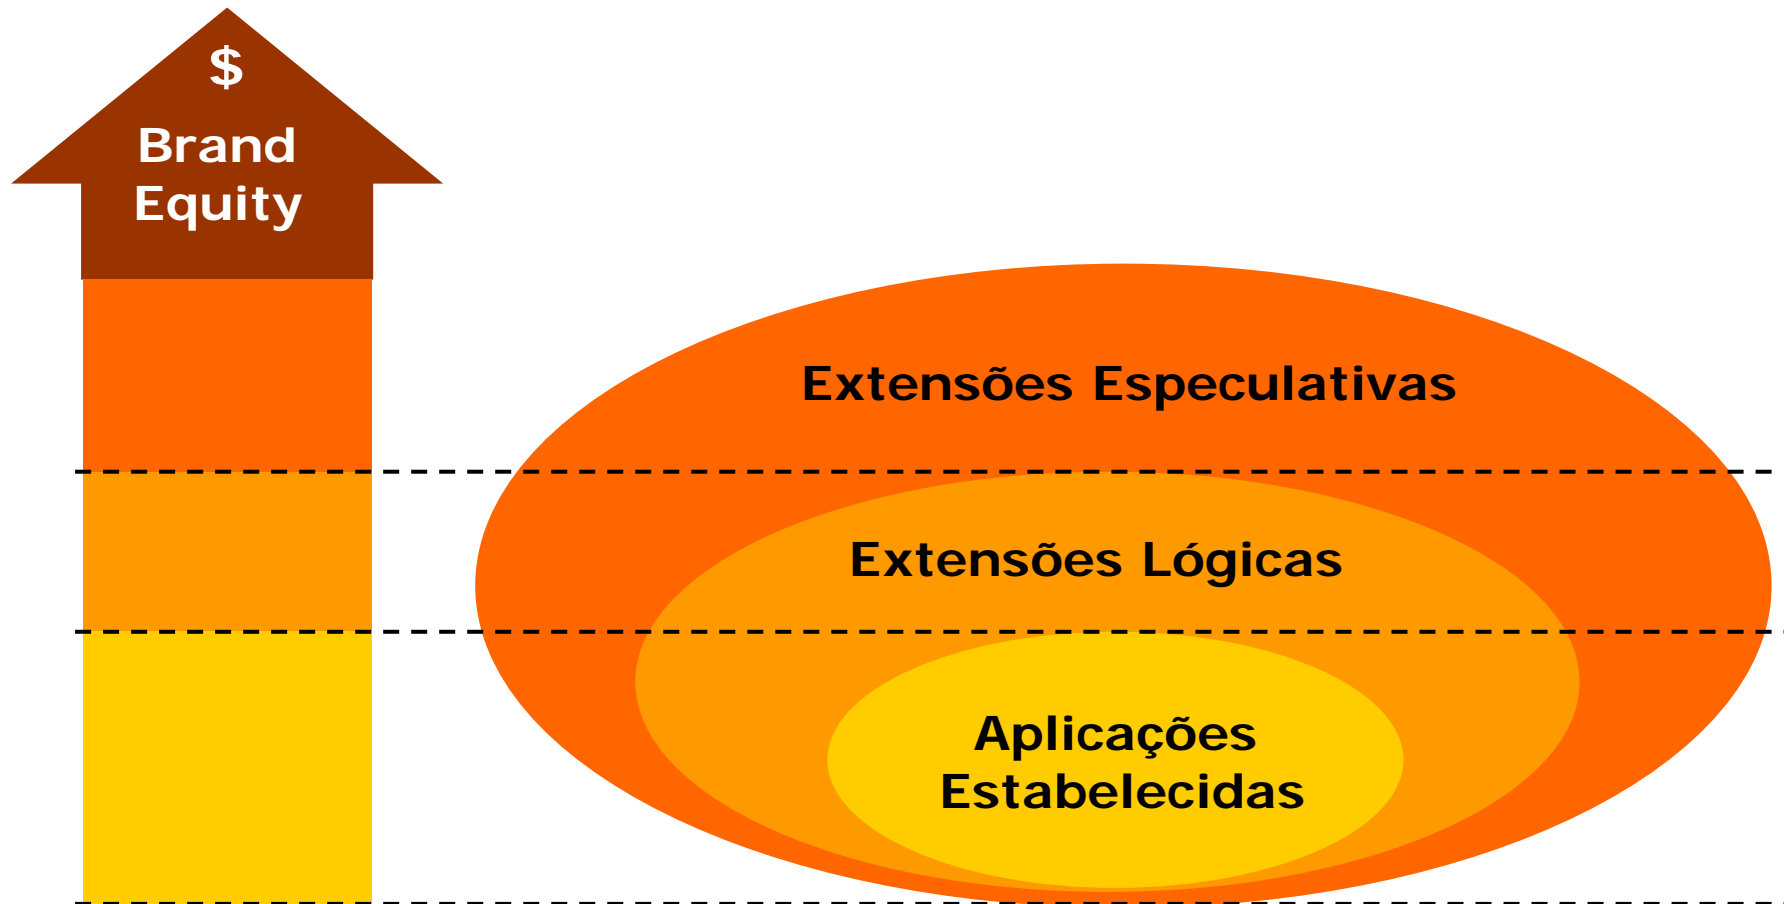 $
Brand
Equity
Extensões Especulativas
Extensões Lógicas
Aplicações
Estabelecidas